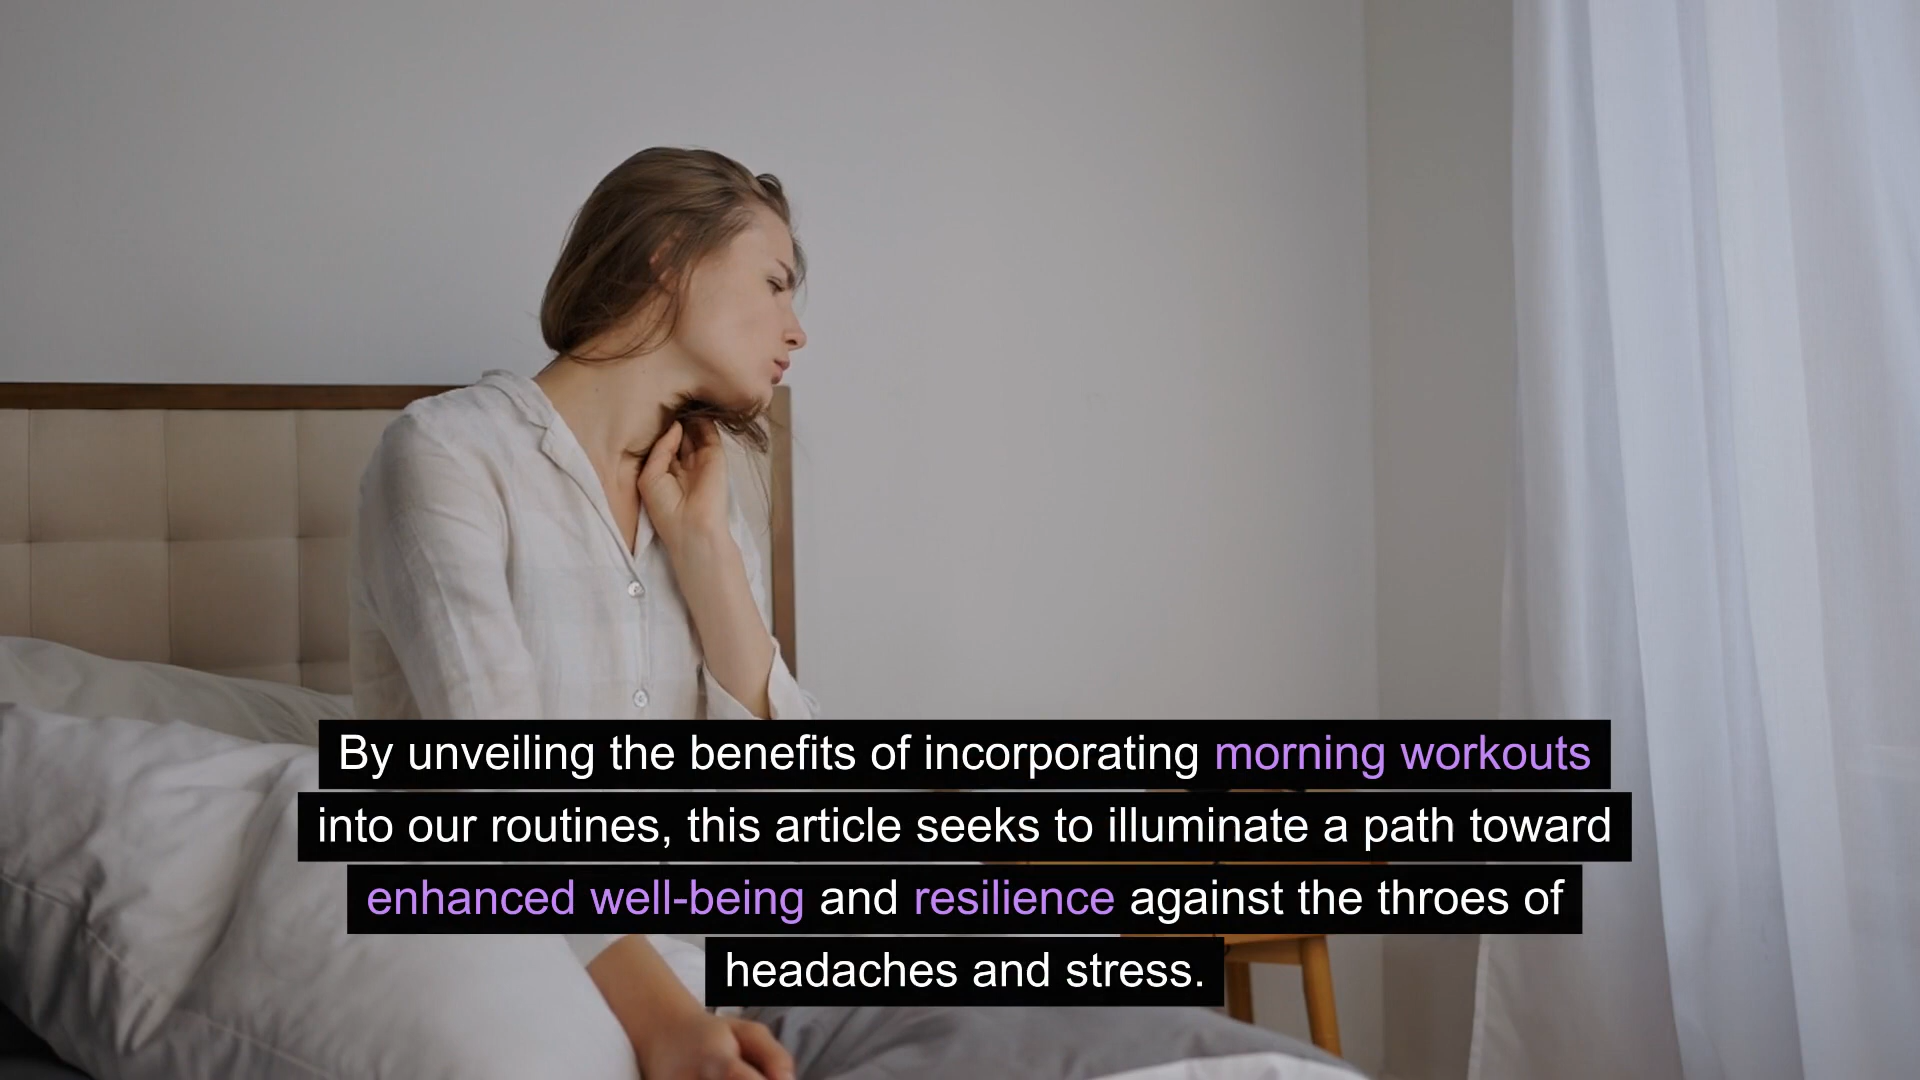 By unveiling the benefits of incorporating morning workouts
into our routines, this article seeks to illuminate a path toward
enhanced well-being and resilience against the throes of
headaches and stress.